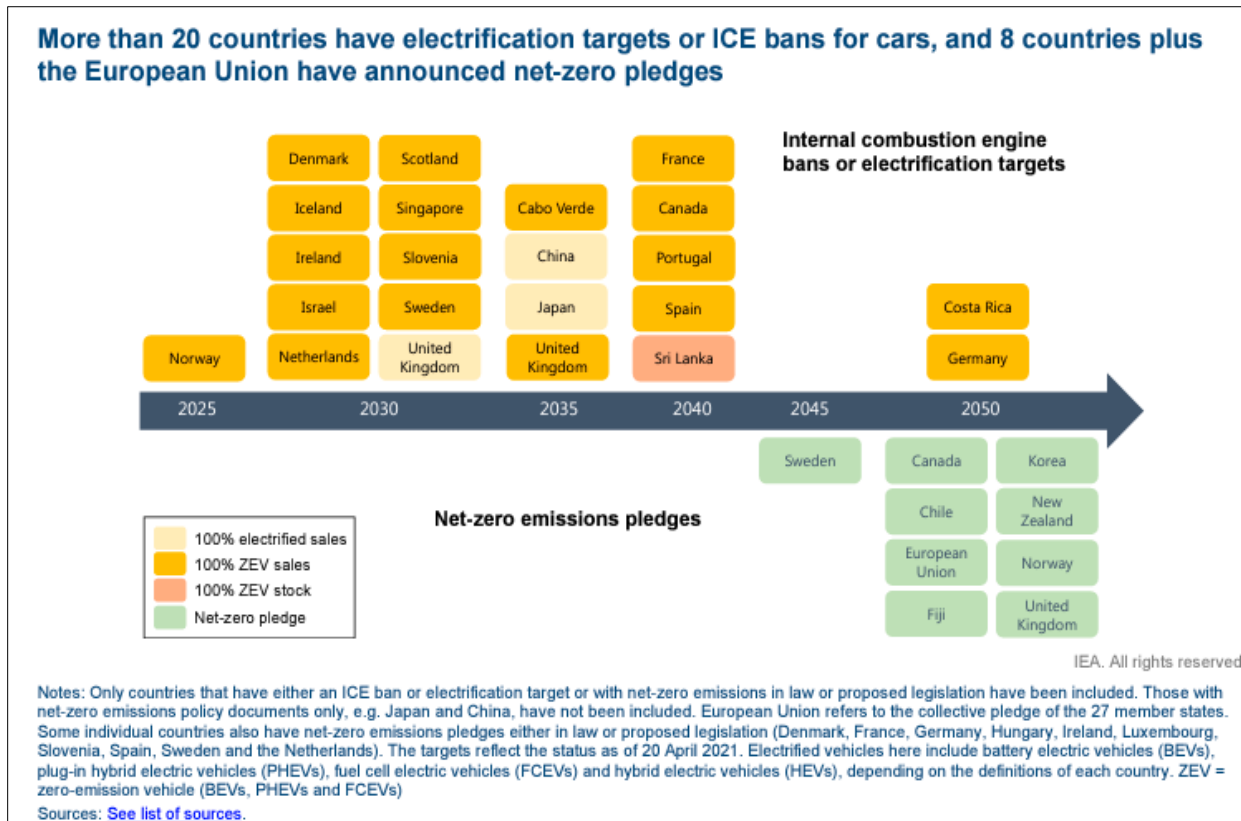 More than 20 countries have electrification targets or ICE bans for cars, and 8 countries plus
the European Union have announced net-zero pledges
Internal combustion engine
bans or electrification targets
Denmark
Scotland
France
Iceland
Singapore
Cabo Verde
Canada
Ireland
Slovenia
China
Portugal
Israel
Sweden
Japan
Spain
Costa Rica
Norway
Netherlands
United
Kingdom
United
Kingdom
Sri Lanka
Germany
2025
2030
2035
2040
2045
2050
Net-zero emissions pledges
Sweden
Canada
Korea
Chile
New
Zealand
European
Union
Norway
Fiji
United
Kingdom
100% electrified sales
100% ZEV sales
100% ZEV stock
Net-zero pledge
IEA. All rights reserved
Notes: Only countries that have either an ICE ban or electrification target or with net-zero emissions in law or proposed legislation have been included. Those with
net-zero emissions policy documents only, e.g. Japan and China, have not been included. European Union refers to the collective pledge of the 27 member states.
Some individual countries also have net-zero emissions pledges either in law or proposed legislation (Denmark, France, Germany, Hungary, Ireland, Luxembourg,
Slovenia, Spain, Sweden and the Netherlands). The targets reflect the status as of 20 April 2021. Electrified vehicles here include battery electric vehicles (BEVs),
plug-in hybrid electric vehicles (PHEVs), fuel cell electric vehicles (FCEVs) and hybrid electric vehicles (HEVs), depending on the definitions of each country. ZEV =
zero-emission vehicle (BEVs, PHEVs and FCEVs)
Sources: See list of sources.